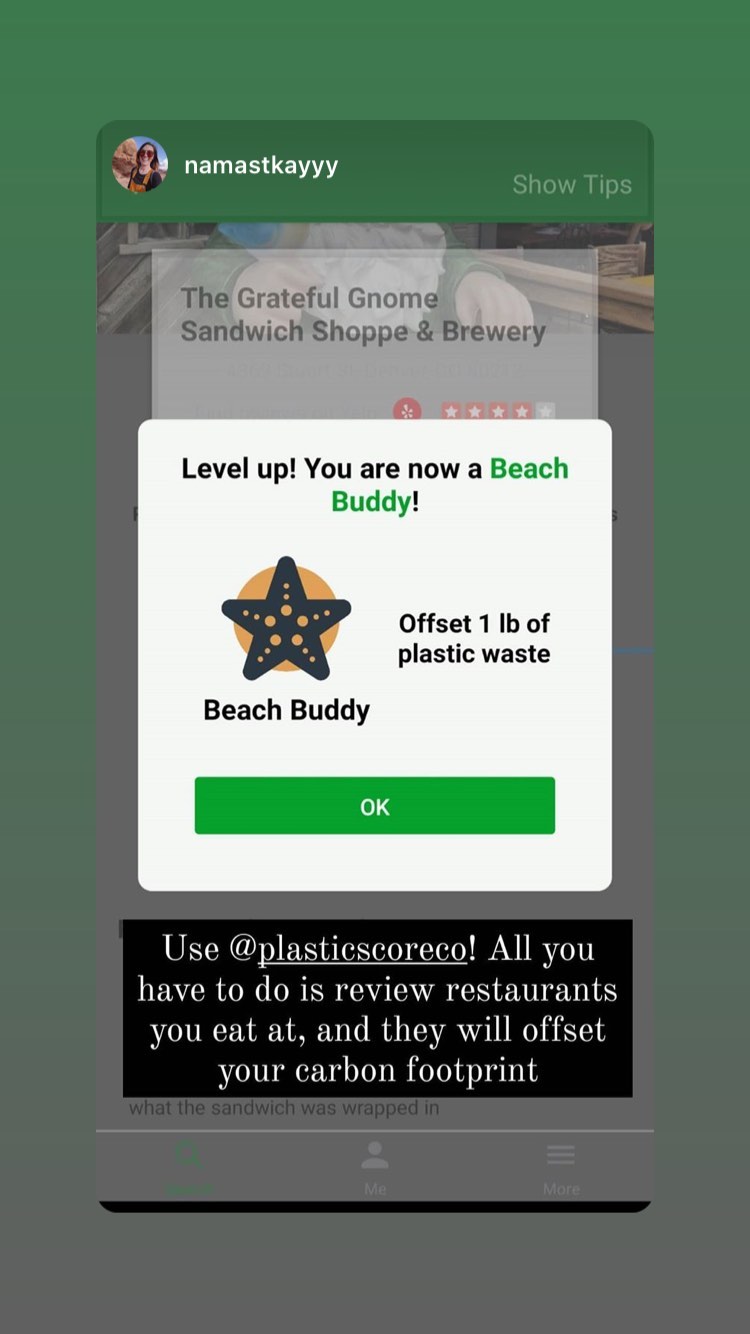 namastkayyy
Show Tips
The Grateful Gnome
Sandwich Shoppe & Brewery
Level up! You are now a Beach
Buddy!
Offset 1 lb of
plastic waste
Beach Buddy
OK
Use @plasticscoreco! All you
have to do is review restaurants
you eat at, and they will offset
your carbon footprint
what the sandwich was wrapped in
Search
Me
More